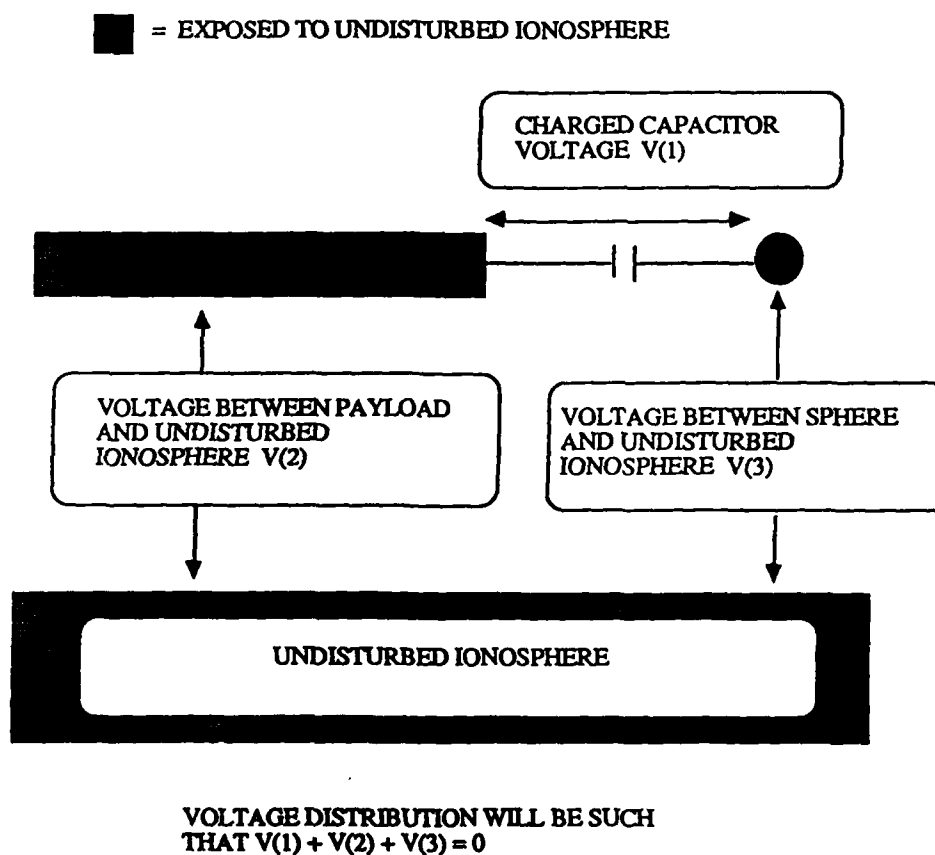 = EXPOSED TO UNDISTURBED IONOSPHERE
CHARGED CAPACITOR
VOLTAGE V(1)
VOLTAGE BETWEEN PAYLOAD
AND UNDISTURBED
IONOSPHERE V(2)
VOLTAGE BETWEEN SPHERE
AND UNDISTURBED
IONOSPHERE V(3)
UNDISTURBED IONOSPHERE
VOLTAGE DISTRIBUTION WILL BE SUCH
THAT V(1) + V(2) + V(3) = 0